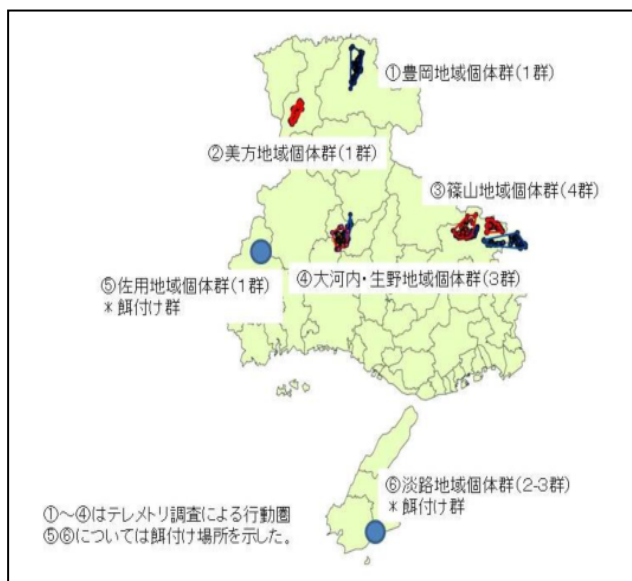 ①豊岡地域個体群(1群)
②美方地域個体群(1群)
③篠山地域個体群(4群)
⑤佐用地域個体群(1群)
＊餌付け群
④大河内・生野地域個体群(3群)
⑥淡路地域個体群(2-3群)
＊餌付け群
①～④はテレメトリ調査による行動圏
⑤⑥については餌付け場所を示した。